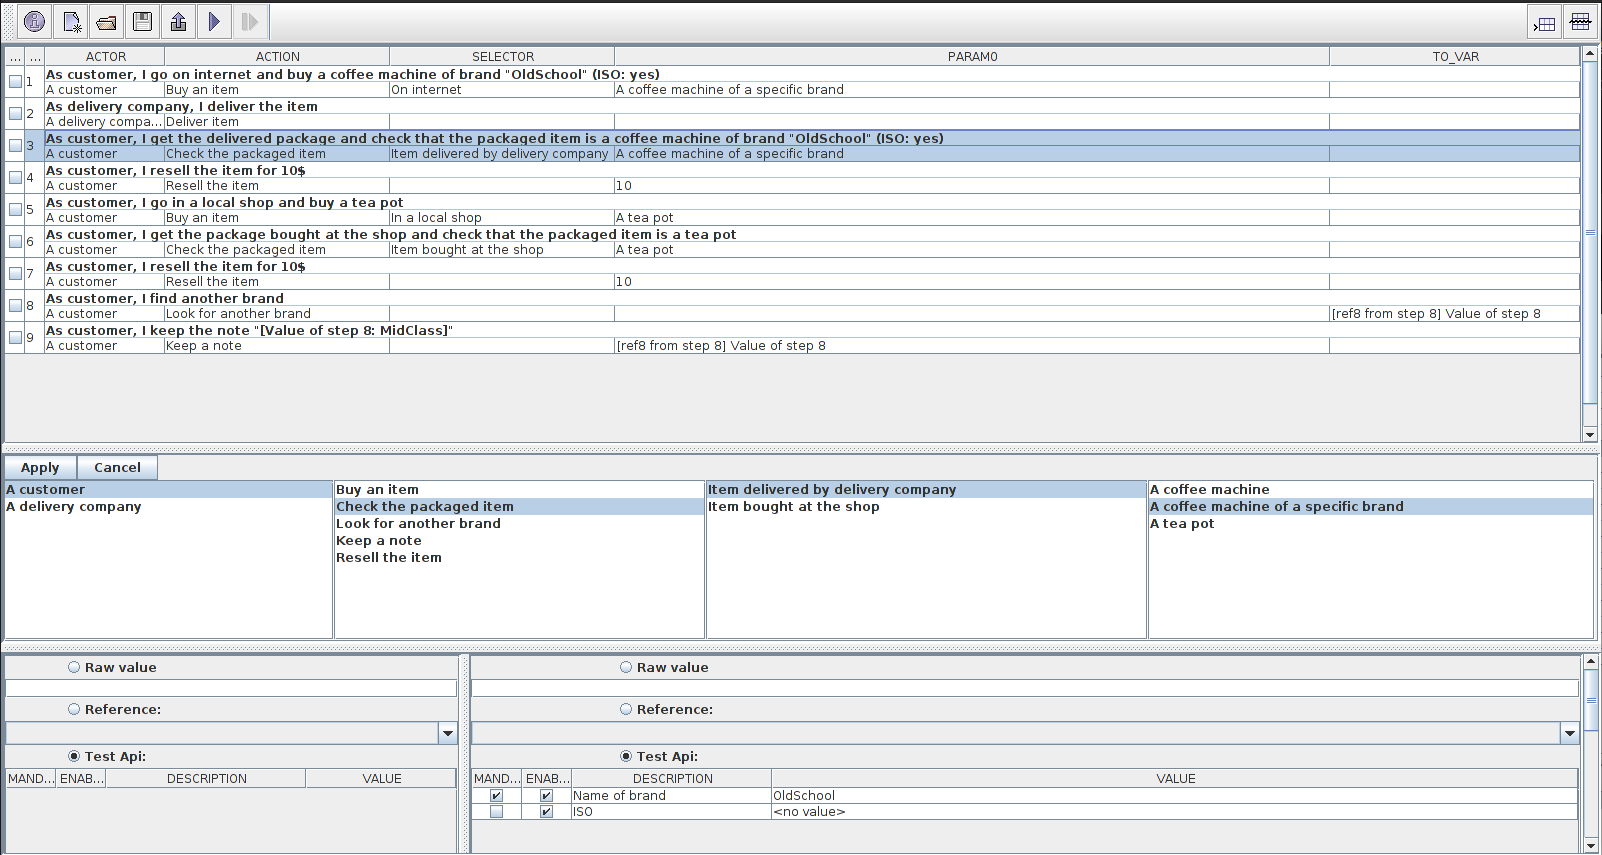 ... ... ACTOR ACTION SELECTOR PARAM0 TO_VAR
1 As customer, I go on internet and buy a coffee machine of brand "OldSchool" (ISO: yes)
A customer Buy an item On internet A coffee machine of a specific brand
2 As delivery company, I deliver the item
A delivery compa... Deliver item
3 As customer, I get the delivered package and check that the packaged item is a coffee machine of brand "OldSchool" (ISO: yes)
A customer Check the packaged item Item delivered by delivery company A coffee machine of a specific brand
4 As customer, I resell the item for 10$
A customer Resell the item 10
5 As customer, I go in a local shop and buy a tea pot
A customer Buy an item In a local shop A tea pot
6 As customer, I get the package bought at the shop and check that the packaged item is a tea pot
A customer Check the packaged item Item bought at the shop A tea pot
7 As customer, I resell the item for 10$
A customer Resell the item 10
8 As customer, I find another brand
A customer Look for another brand [ref8 from step 8] Value of step 8
9 As customer, I keep the note "[Value of step 8: MidClass]"
A customer Keep a note [ref8 from step 8] Value of step 8
Apply Cancel
A customer Buy an item Item delivered by delivery company A coffee machine
A delivery company Check the packaged item Item bought at the shop A coffee machine of a specific brand
Look for another brand A tea pot
Keep a note
Resell the item
Raw value Raw value
Reference: Reference:
Test Api: Test Api:
MAND... ENAB... DESCRIPTION VALUE MAND... ENAB... DESCRIPTION VALUE
Name of brand OldSchool
ISO <no value>